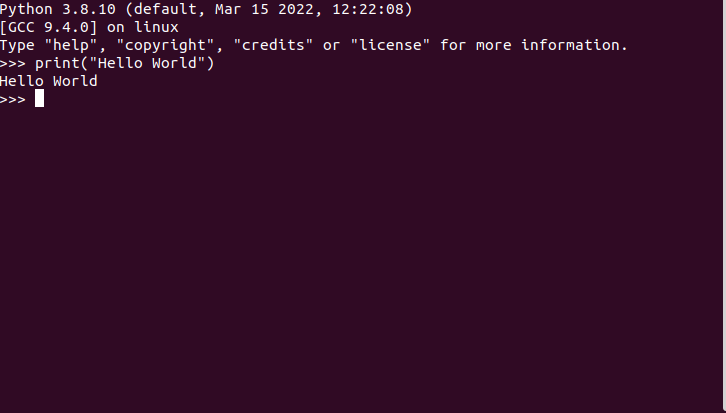 Python 3.8.10 (default, Mar 15 2022, 12:22:08)
[GCC 9.4.0] on linux
Type "help", "copyright", "credits" or "license" for more information.
>>> print("Hello World")
Hello World
>>>